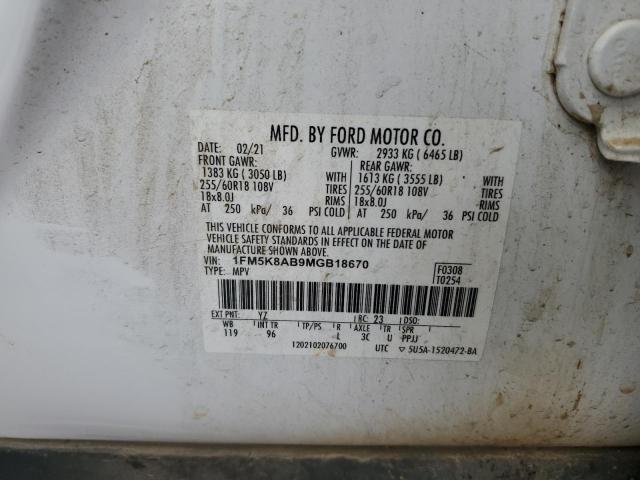 MFD. BY FORD MOTOR CO.
DATE: 02/21 GVWR: 2933 KG ( 6465 LB)
FRONT GAWR: REAR GAWR:
1383 KG ( 3050 LB) WITH 1613 KG ( 3555 LB) WITH
255/60R18 108V TIRES 255/60R18 108V TIRES
18x8.0J RIMS 18x8.0J RIMS
AT 250 kPa/ 36 PSI COLD AT 250 kPa/ 36 PSI COLD
THIS VEHICLE CONFORMS TO ALL APPLICABLE FEDERAL MOTOR
VEHICLE SAFETY STANDARDS IN EFFECT ON THE DATE OF
MANUFACTURE SHOWN ABOVE.
VIN: 1FM5K8AB9MGB18670 F0308
TYPE: MPV T0254
EXT PNT: YZ RC: 23 DSO:
WB INT TR TP/PS R AXLE TR SPR
119 96 L 3C U PPJJ
1202102076700 UTC ▽ 5U5A-1520472-BA